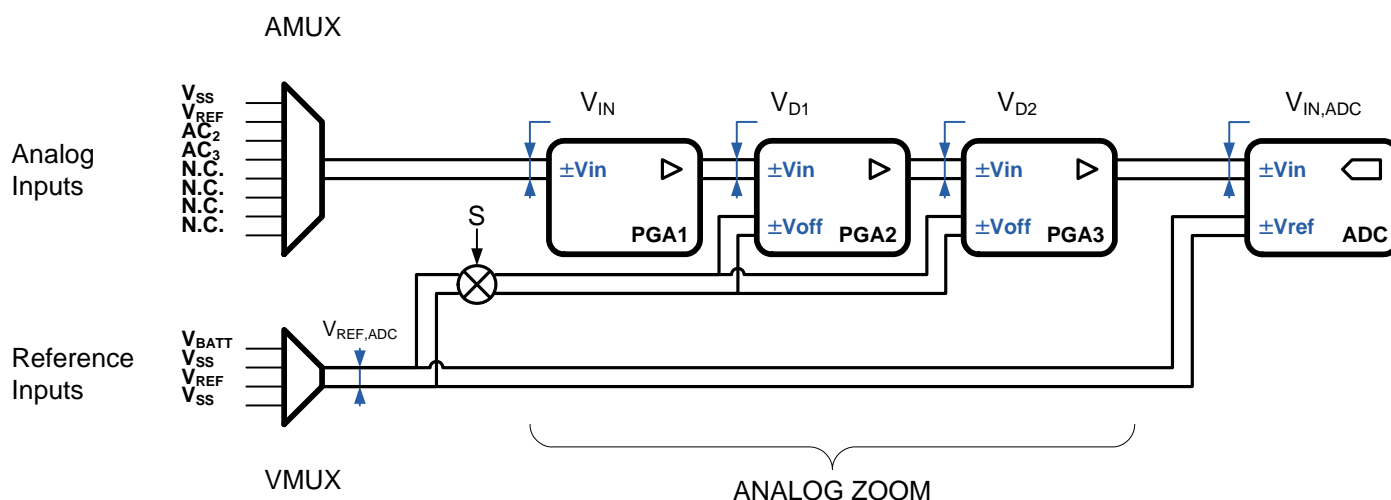 AMUX
Analog
Inputs
VSS
VREF
AC2
AC3
N.C.
N.C.
N.C.
N.C.
VIN
VD1
VD2
VIN,ADC
±Vin
PGA1
±Vin
±Voff
PGA2
±Vin
±Voff
PGA3
±Vin
±Vref
ADC
S
Reference
Inputs
VBATT
VSS
VREF
VSS
VREF,ADC
VMUX
ANALOG ZOOM